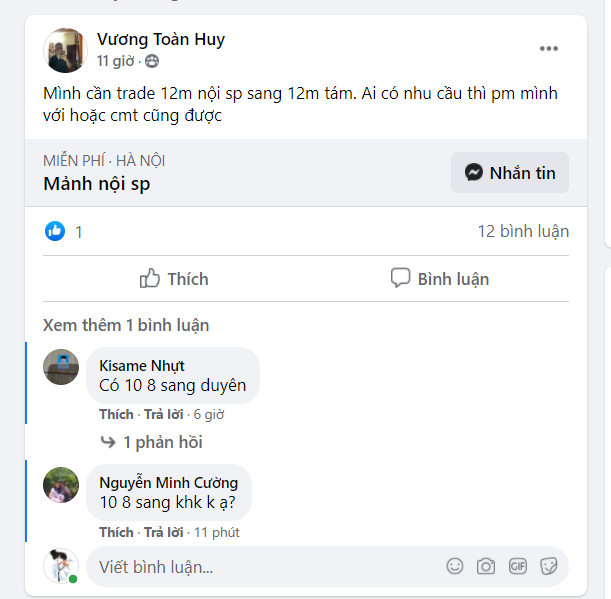 Vương Toàn Huy
11 giờ ·
Mình cần trade 12m nội sp sang 12m tám. Ai có nhu cầu thì pm mình
với hoặc cmt cũng được
MIỄN PHÍ · HÀ NỘI
Mảnh nội sp
Nhắn tin
1
12 bình luận
Thích
Bình luận
Xem thêm 1 bình luận
Kisame Nhựt
Có 10 8 sang duyên
Thích · Trả lời · 6 giờ
1 phản hồi
Nguyễn Minh Cường
10 8 sang khk k ạ?
Thích · Trả lời · 11 phút
Viết bình luận...
GIF